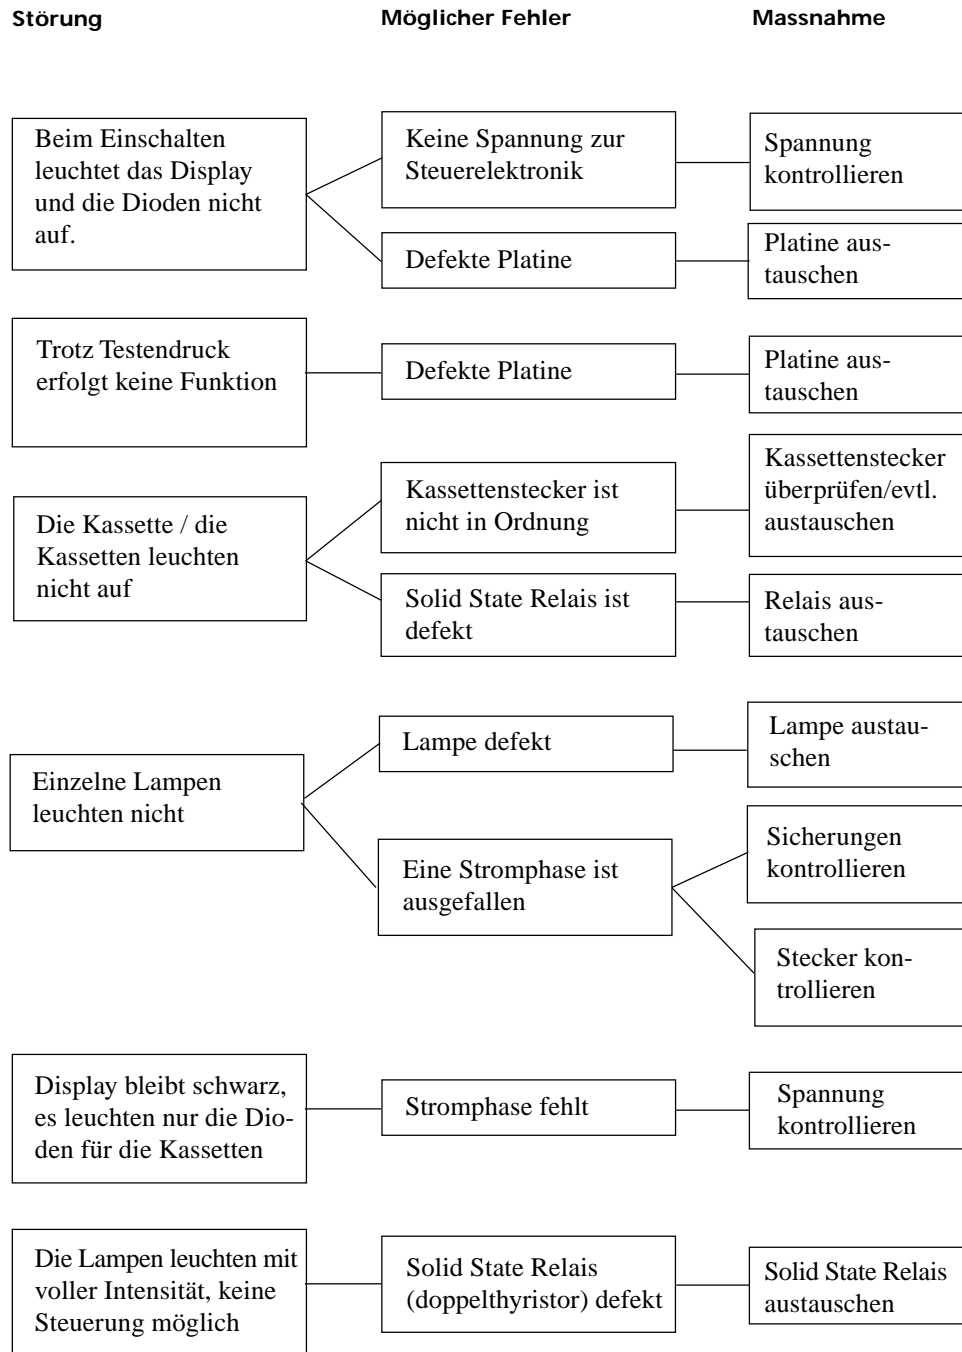 Störung Möglicher Fehler Massnahme
Beim Einschalten
leuchtet das Display
und die Dioden nicht
auf.
Keine Spannung zur
Steuerelektronik
Spannung
kontrollieren
Defekte Platine
Platine aus-
tauschen
Trotz Testendruck
erfolgt keine Funktion
Defekte Platine
Platine aus-
tauschen
Die Kassette / die
Kassetten leuchten
nicht auf
Kassettenstecker ist
nicht in Ordnung
Kassettenstecker
überprüfen/evtl.
austauschen
Solid State Relais ist
defekt
Relais aus-
tauschen
Einzelne Lampen
leuchten nicht
Lampe defekt
Lampe austau-
schen
Eine Stromphase ist
ausgefallen
Sicherungen
kontrollieren
Stecker kon-
trollieren
Display bleibt schwarz,
es leuchten nur die Dio-
den für die Kassetten
Stromphase fehlt
Spannung
kontrollieren
Die Lampen leuchten mit
voller Intensität, keine
Steuerung möglich
Solid State Relais
(doppelthyristor) defekt
Solid State Relais
austauschen